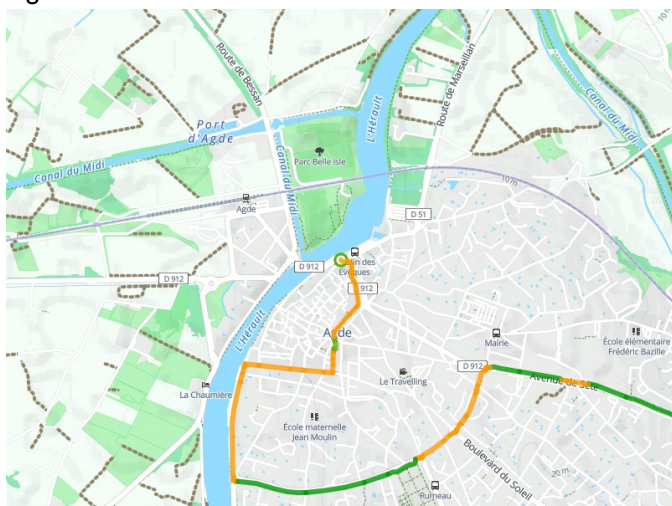 Route de Bessan
Port
d'Agde
Canal du Midi
Canal du Midi
Parc Belle Isle
L'Hérault
Route de Marseillan
Canal du Midi
10 m
10 m
Agde
D 51
D 912
D 912
Évêques
D 912
L'Hérault
Agde
Mairie
École élémentaire
Frédéric Bazille
La Chaumière
Le Travelling
D 912
Avenue de Sète
École maternelle
Jean Moulin
Boulevard du Soleil
20 m
Rumeau